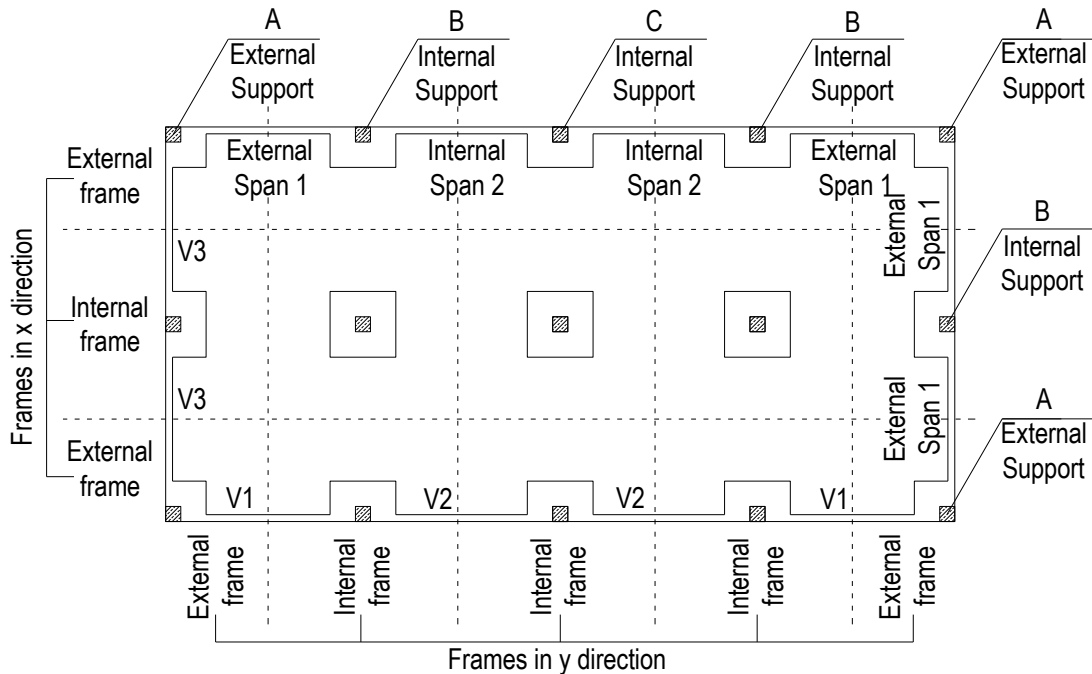 A
B
C
B
A
External
Support
Internal
Support
Internal
Support
Internal
Support
External
Support
External
frame
External
Span 1
Internal
Span 2
Internal
Span 2
External
Span 1
External
Span 1
B
Internal
Support
V3
Frames in x direction
Internal
frame
V3
External
Span 1
A
External
Support
External
frame
V1
V2
V2
V1
External
frame
Internal
frame
Internal
frame
Internal
frame
External
frame
Frames in y direction